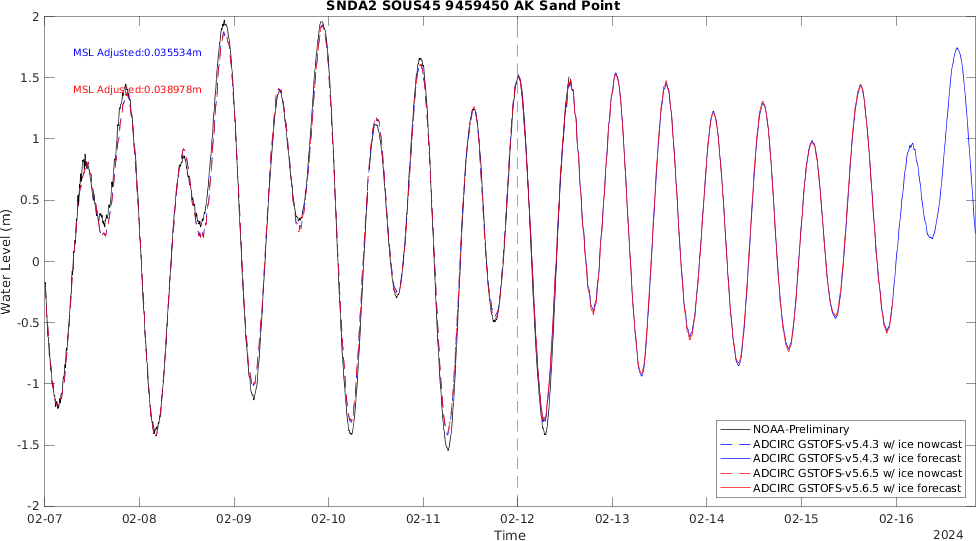 SNDA2 SOUS45 9459450 AK Sand Point
2
1.5
1
0.5
0
-0.5
-1
-1.5
-2
Water Level (m)
MSL Adjusted:0.035534m
MSL Adjusted:0.038978m
NOAA-Preliminary
ADCIRC GSTOFS-v5.4.3 w/ ice nowcast
ADCIRC GSTOFS-v5.4.3 w/ ice forecast
ADCIRC GSTOFS-v5.6.5 w/ ice nowcast
ADCIRC GSTOFS-v5.6.5 w/ ice forecast
02-07 02-08 02-09 02-10 02-11 02-12 02-13 02-14 02-15 02-16
Time
2024